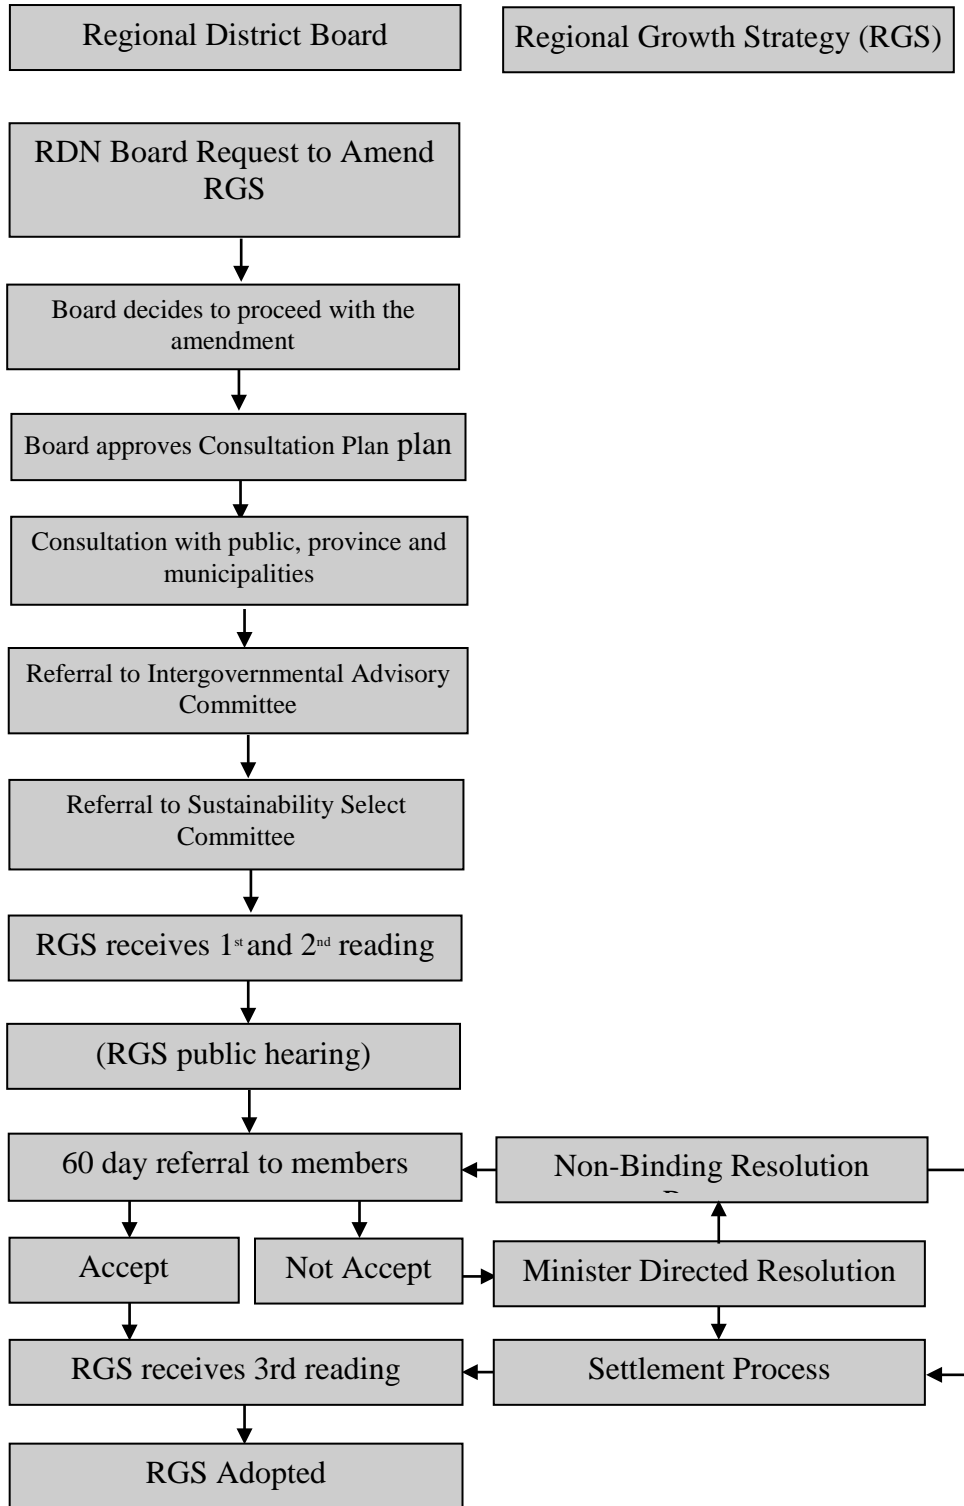 Regional District Board
Regional Growth Strategy (RGS)
RDN Board Request to Amend
RGS
Board decides to proceed with the
amendment
Board approves Consultation Plan plan
Consultation with public, province and
municipalities
Referral to Intergovernmental Advisory
Committee
Referral to Sustainability Select
Committee
RGS receives 1st and 2nd reading
(RGS public hearing)
60 day referral to members
Non-Binding Resolution
Accept
Not Accept
Minister Directed Resolution
RGS receives 3rd reading
Settlement Process
RGS Adopted